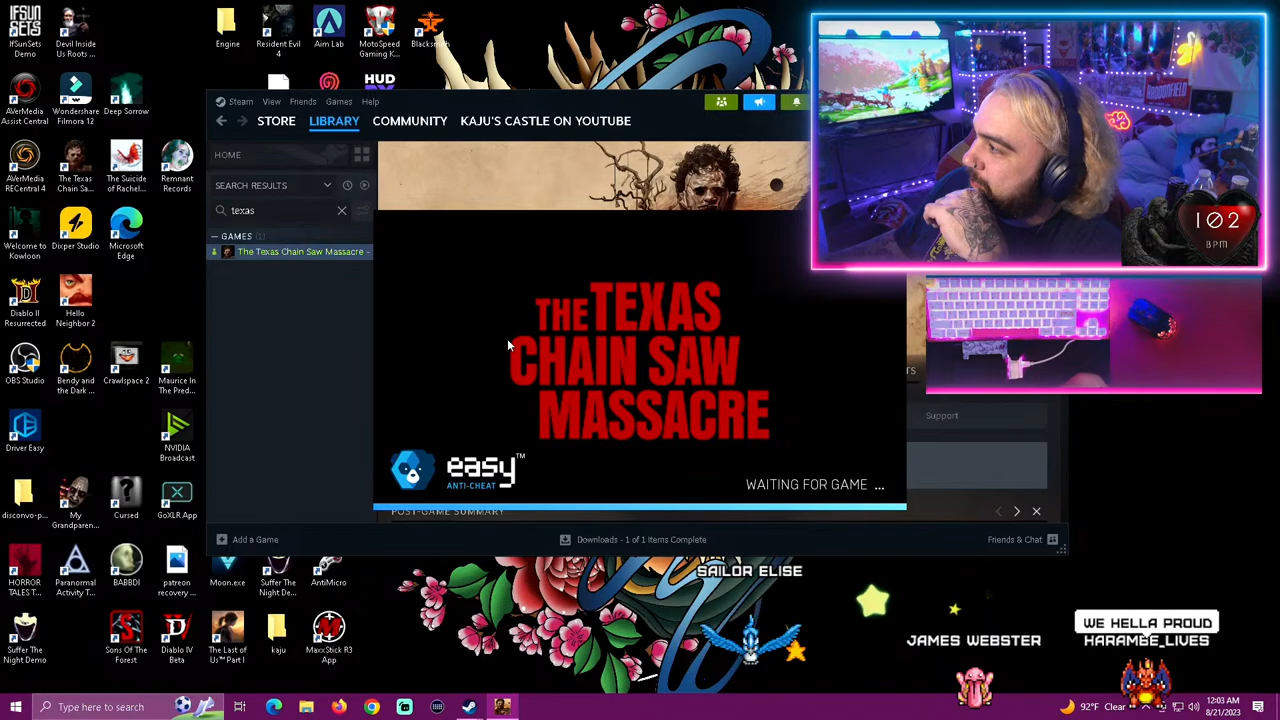 IfSunSets
Demo
Devil Inside
Us Roots ...
Engine
Resident Evil
4
Aim Lab
MotoSpeed
Gaming K...
Blacksmith
AVerMedia
Assist Central
Wondershare
Filmora 12
Deep Sorrow
HUD
AVerMedia
RECentral 4
The Texas
Chain Sa...
The Suicide
of Rachel...
Remnant
Records
Welcome to
Kowloon
Dixper Studio
Microsoft
Edge
Diablo II
Resurrected
Hello
Neighbor 2
OBS Studio
Bendy and
the Dark ...
Crawlspace 2
Maurice In
The Pred...
Driver Easy
NVIDIA
Broadcast
disconvo-p...
My
Grandparen...
Cursed
GoXLR App
HORROR
TALES T...
Paranormal
Activity T...
BABBDI
patreon
recovery ...
Moon.exe
Suffer The
Night De...
AntiMicro
Suffer The
Night Demo
Sons Of The
Forest
Diablo IV
Beta
The Last of
Us™ Part I
kaju
MaxxStick R3
App
Steam View Friends Games Help
STORE LIBRARY COMMUNITY KAJU'S CASTLE ON YOUTUBE
HOME
SEARCH RESULTS
texas
GAMES (1)
The Texas Chain Saw Massacre -
THE TEXAS
CHAIN SAW
MASSACRE
easy™
ANTI-CHEAT
WAITING FOR GAME ...
Support
POST-GAME SUMMARY
Add a Game
Downloads - 1 of 1 Items Complete
Friends & Chat
102
BPM
SAILOR ELISE
JAMES WEBSTER
WE HELLA PROUD
HARAMBE_LIVES
Type here to search
92°F Clear
12:03 AM
8/21/2023